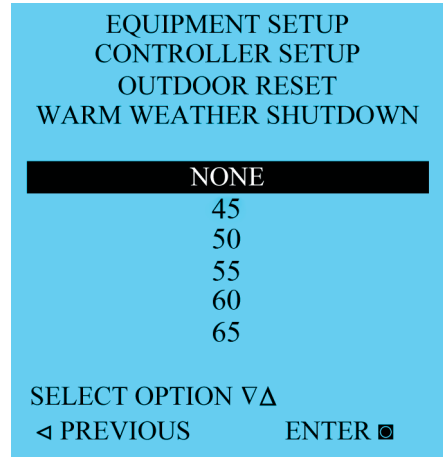 EQUIPMENT SETUP
CONTROLLER SETUP
OUTDOOR RESET
WARM WEATHER SHUTDOWN
NONE
45
50
55
60
65
SELECT OPTION ∇Δ
◃ PREVIOUS ENTER ◙